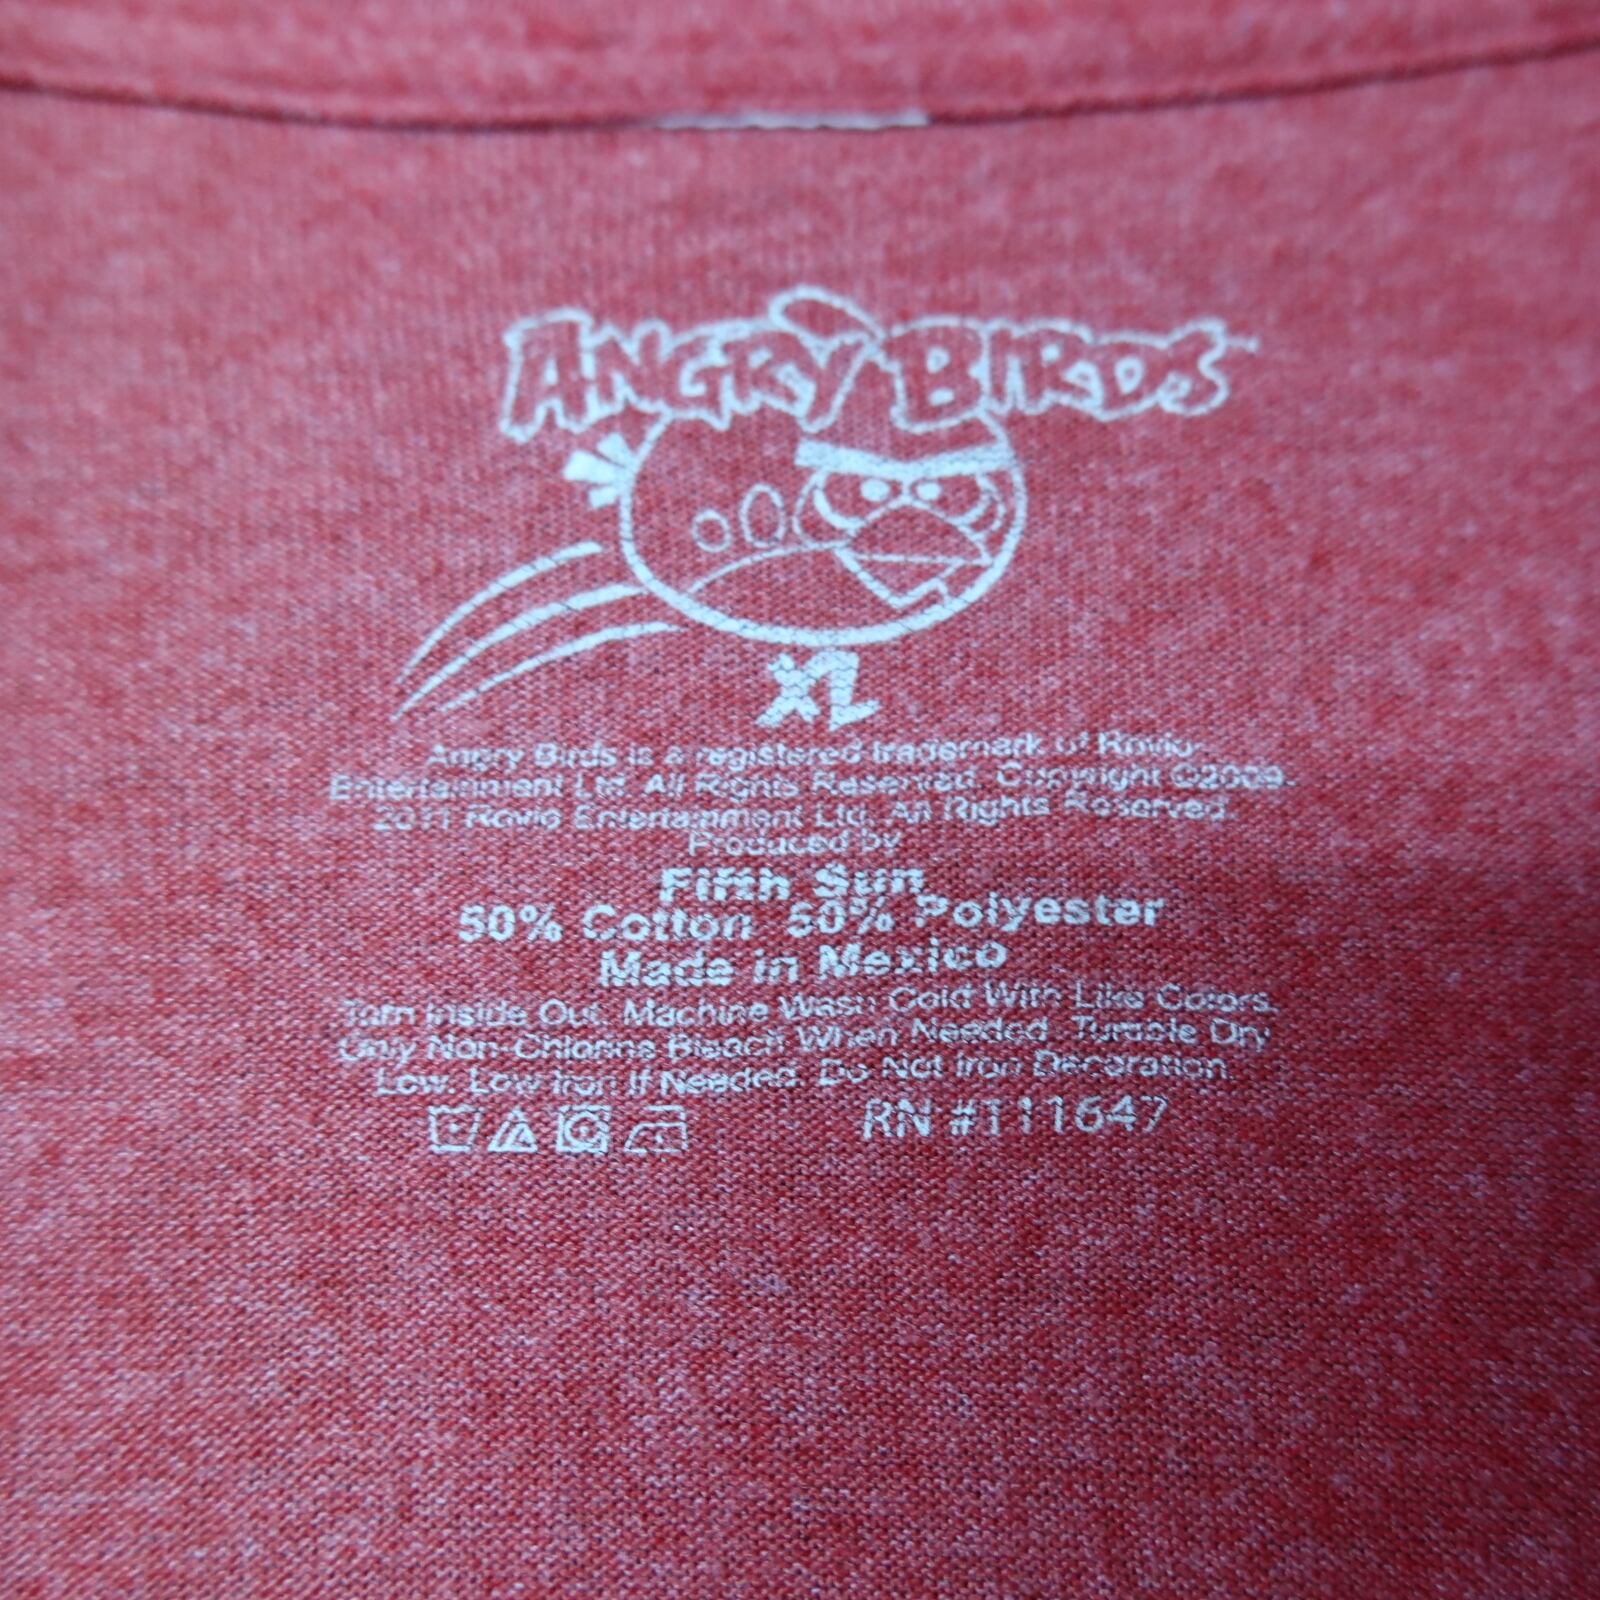 ANGRY BIRDS
XL
Angry Birds is a registered trademark of Rovio
Entertainment Ltd. All Rights Reserved. Copyright ©2009-
2011 Rovio Entertainment Ltd. All Rights Reserved.
Produced by
Fifth Sun
50% Cotton 50% Polyester
Made in Mexico
Turn Inside Out. Machine Wash Cold With Like Colors.
Only Non-Chlorine Bleach When Needed. Tumble Dry
Low. Low Iron If Needed. Do Not Iron Decoration.
RN #111647